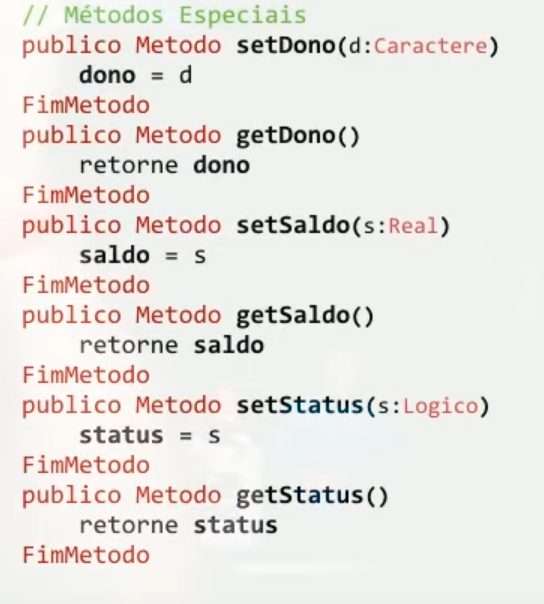 // Métodos Especiais
publico Metodo setDono(d:Caractere)
dono = d
FimMetodo
publico Metodo getDono()
retorne dono
FimMetodo
publico Metodo setSaldo(s:Real)
saldo = s
FimMetodo
publico Metodo getSaldo()
retorne saldo
FimMetodo
publico Metodo setStatus(s:Logico)
status = s
FimMetodo
publico Metodo getStatus()
retorne status
FimMetodo